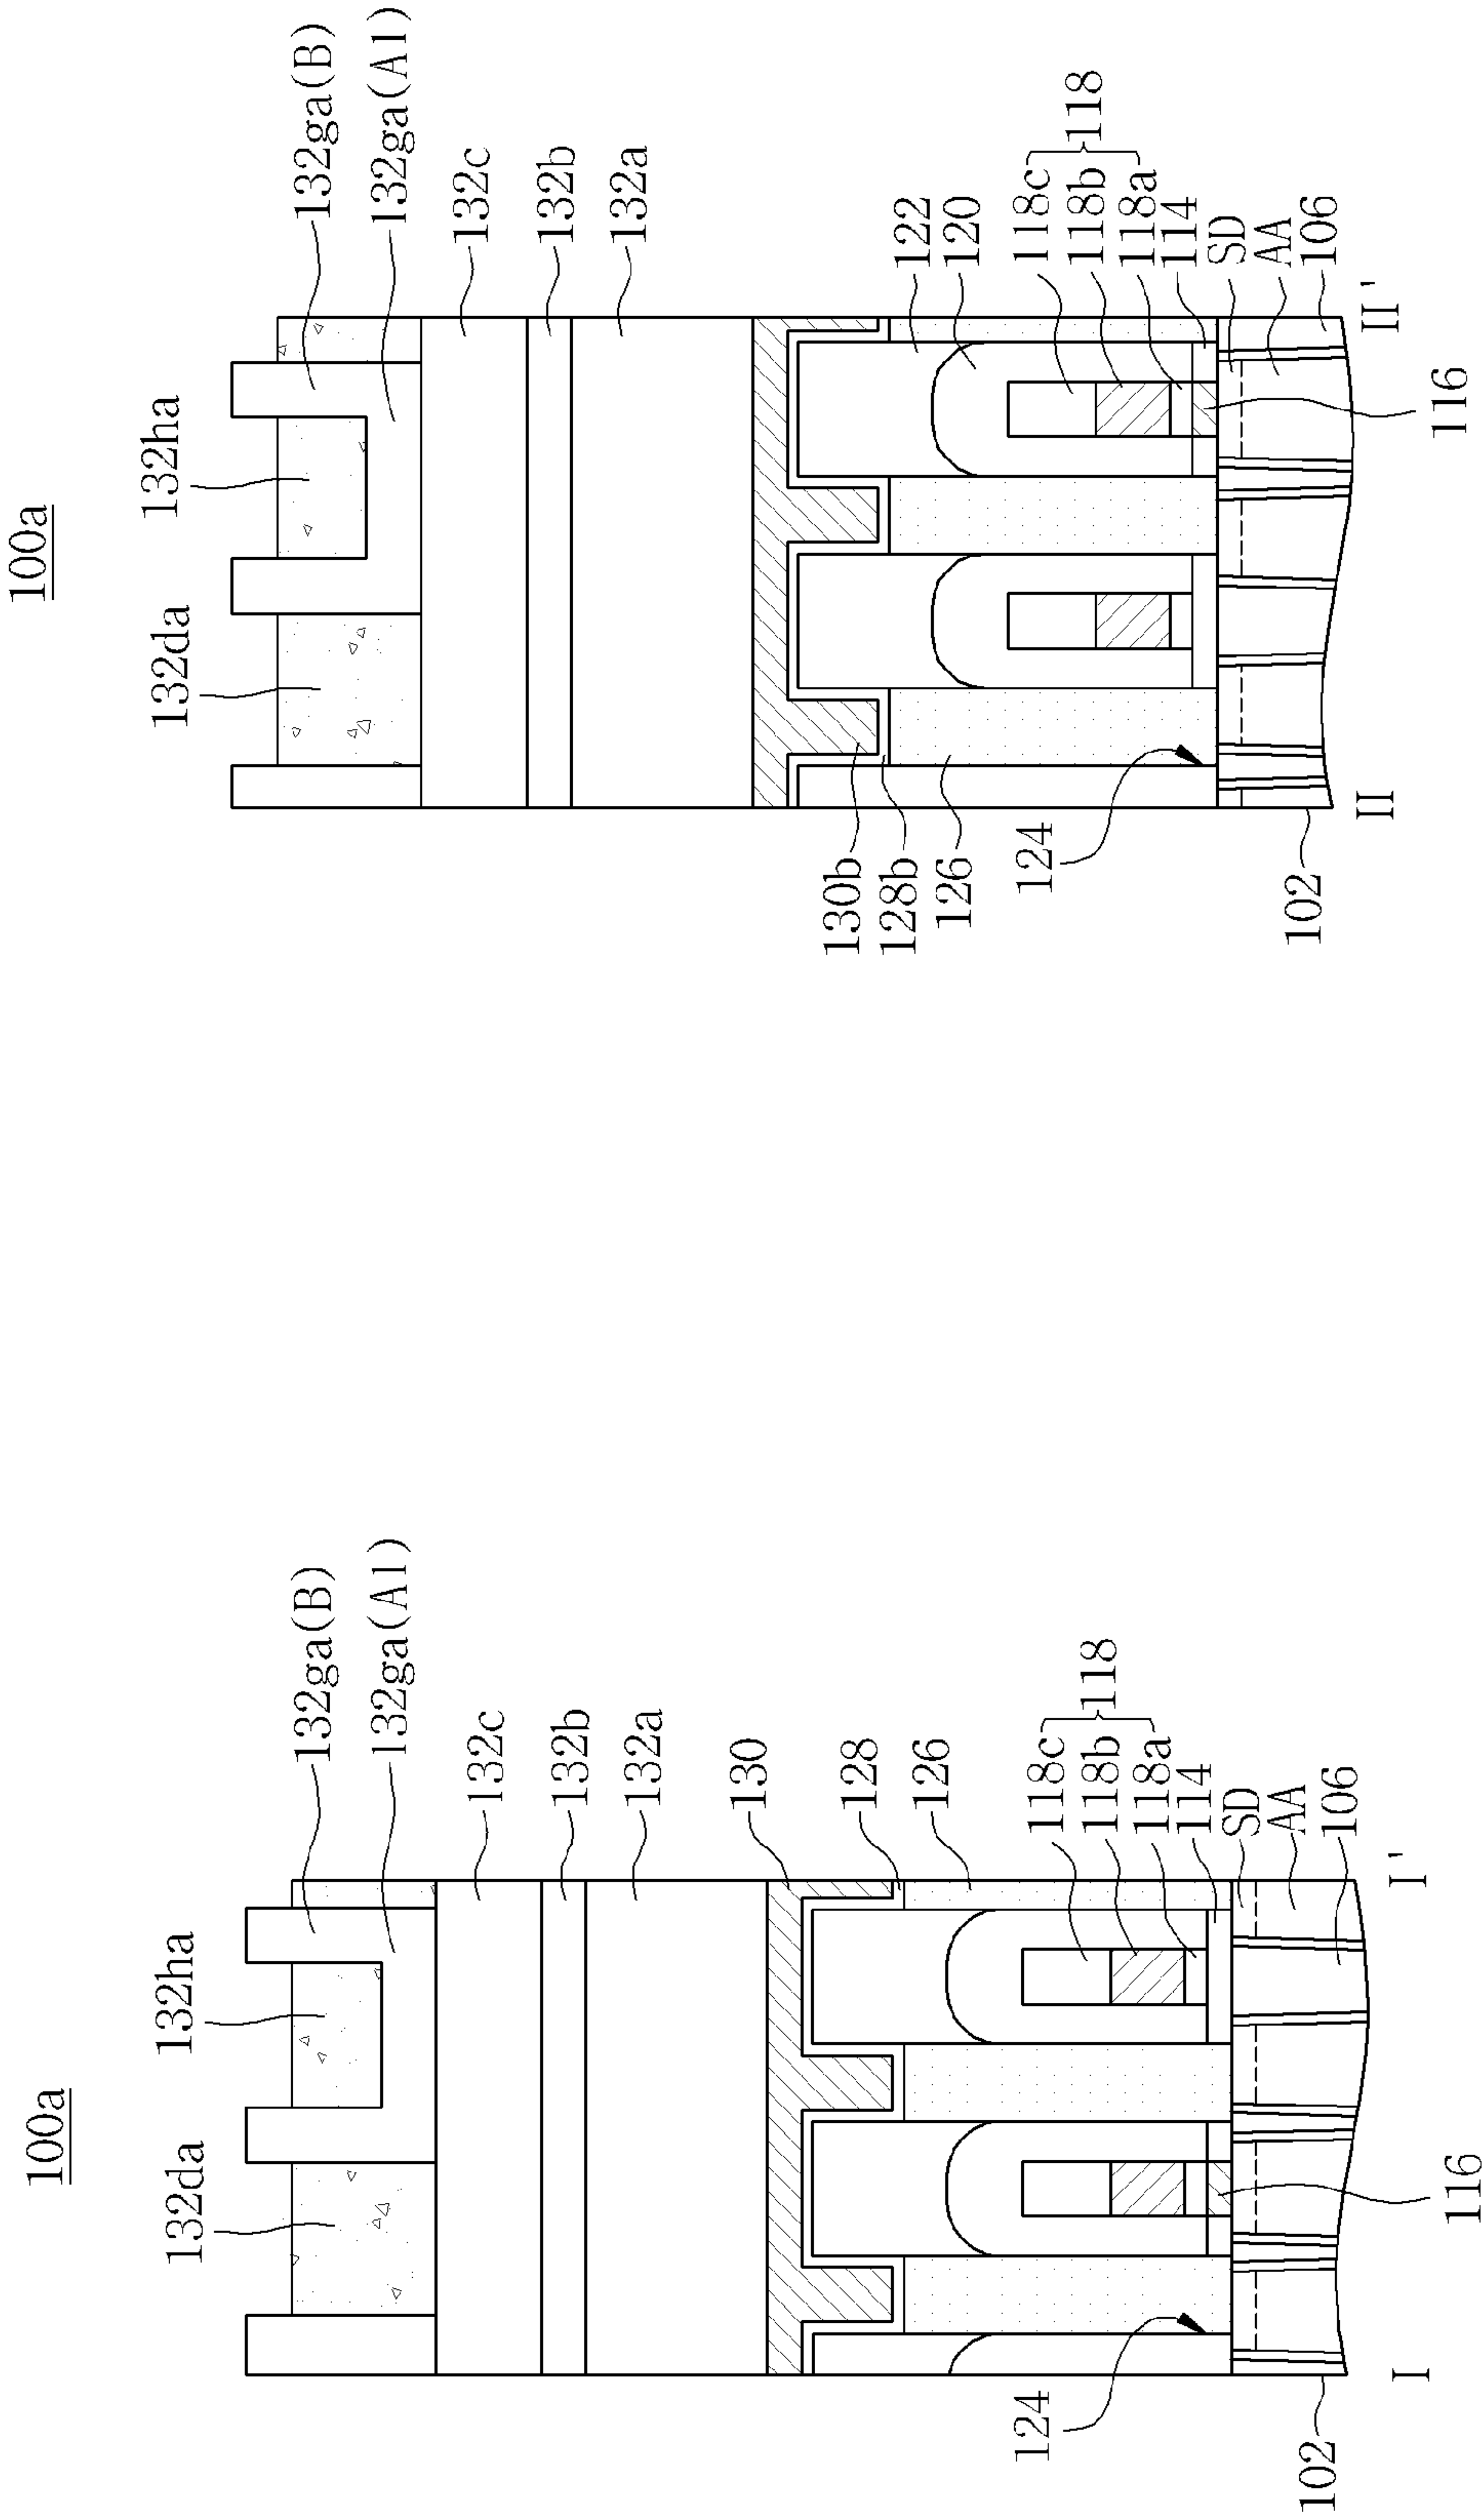 100a
132da
132ha
132ga(B)
132ga(A1)
132c
132b
132a
130
128
126
118c
118b
118a
118
114
SD
AA
106
124
102
116
I
I'
100a
132da
132ha
132ga(B)
132ga(A1)
132c
132b
132a
122
120
118c
118b
118a
118
114
SD
AA
106
130b
128b
126
124
102
116
II
II'